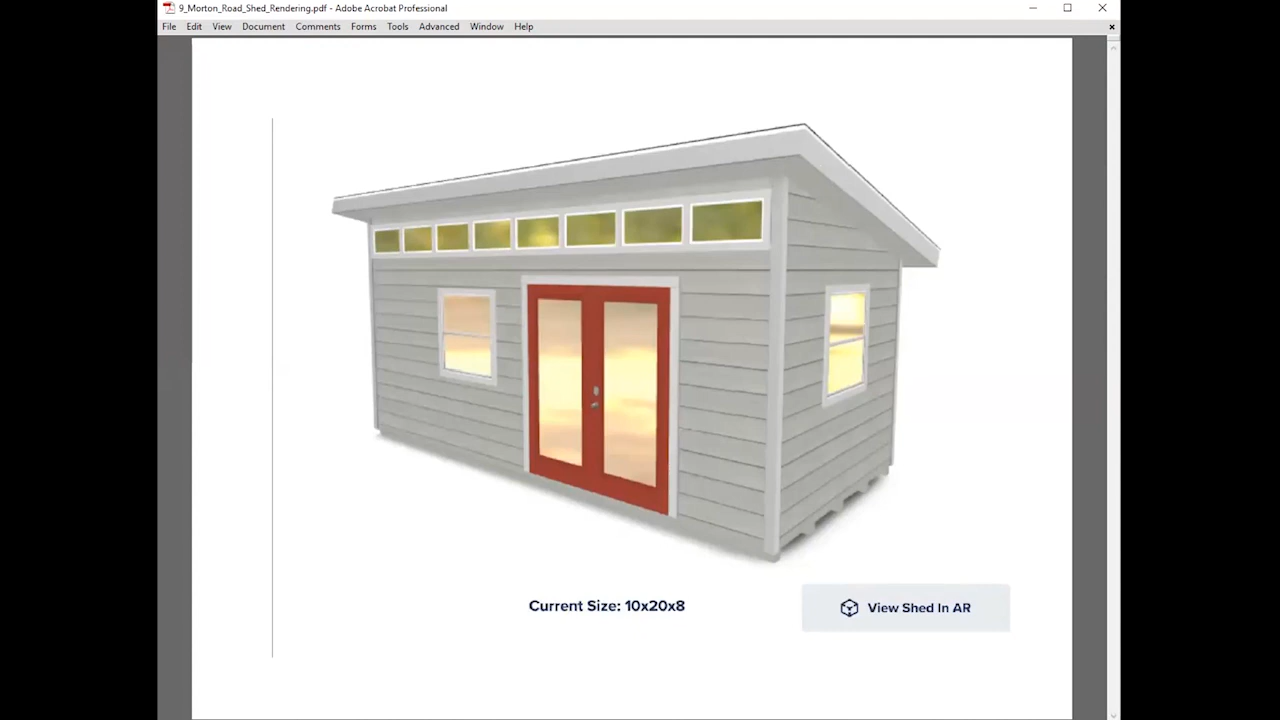 9_Morton_Road_Shed_Rendering.pdf - Adobe Acrobat Professional
File Edit View Document Comments Forms Tools Advanced Window Help
Current Size: 10x20x8
View Shed In AR